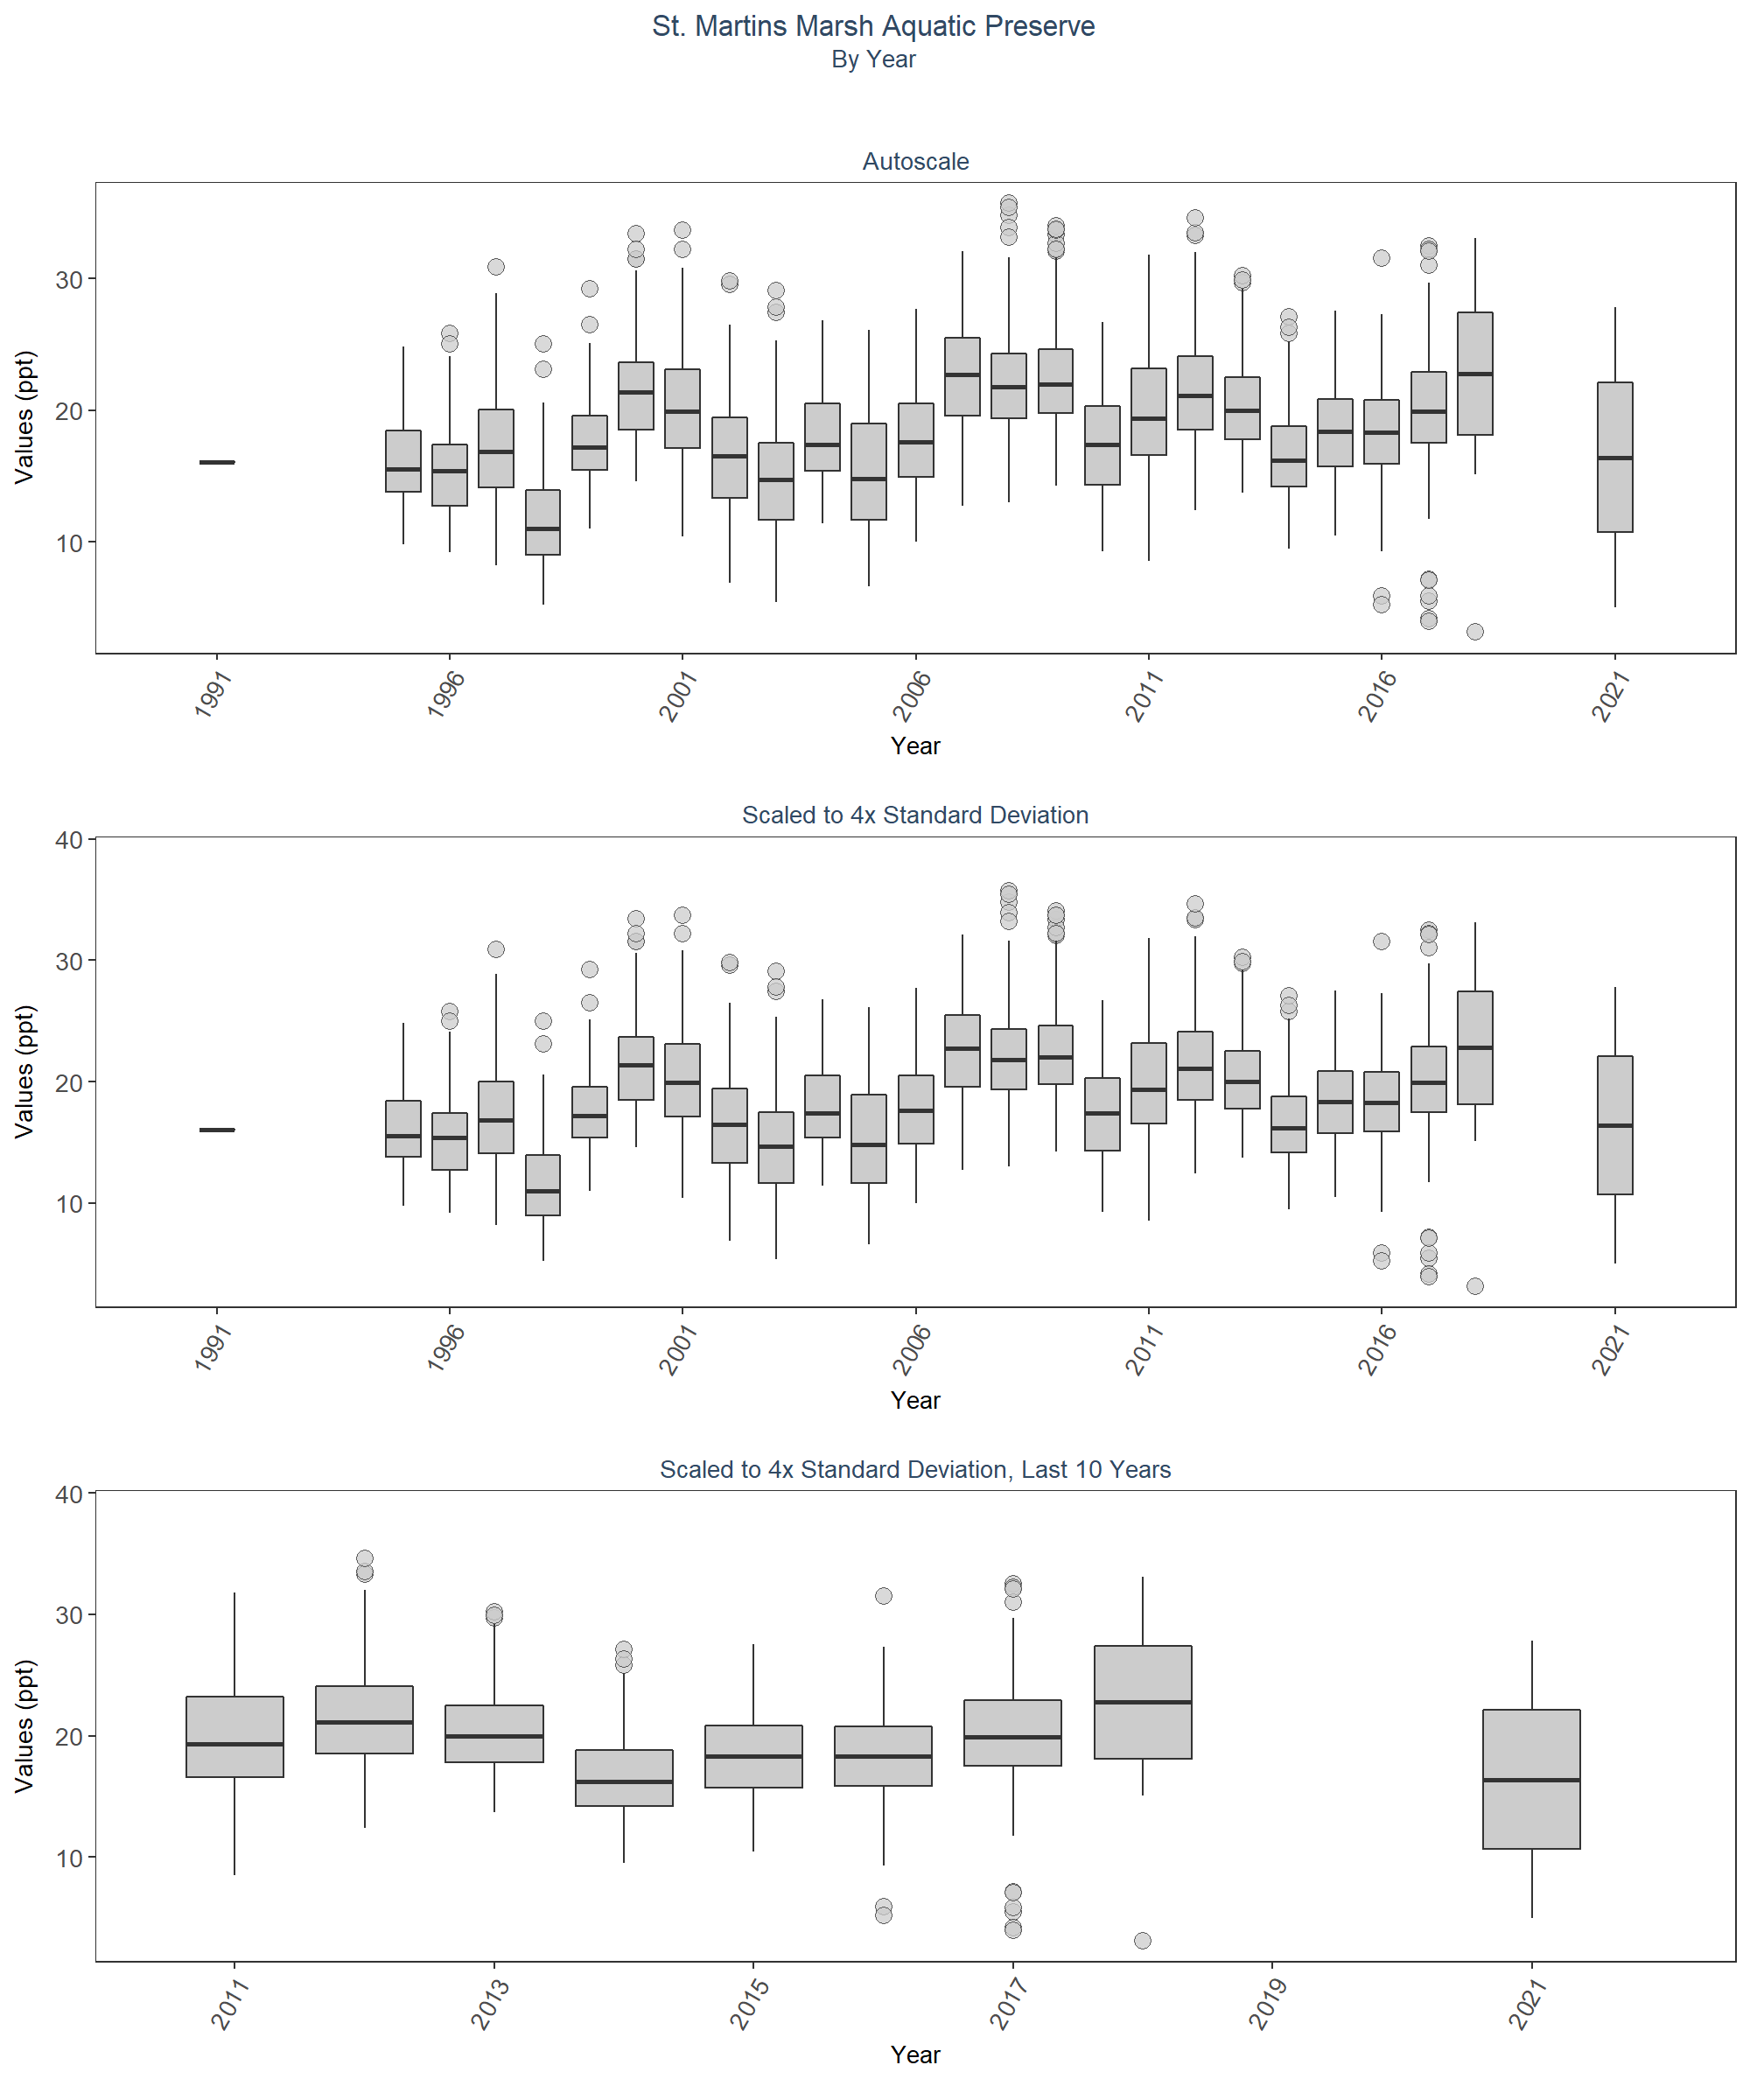 St. Martins Marsh Aquatic Preserve
By Year
Autoscale
Values (ppt)
30
20
10
1991 1996 2001 2006 2011 2016 2021
Year
Scaled to 4x Standard Deviation
Values (ppt)
40
30
20
10
1991 1996 2001 2006 2011 2016 2021
Year
Scaled to 4x Standard Deviation, Last 10 Years
Values (ppt)
40
30
20
10
2011 2013 2015 2017 2019 2021
Year